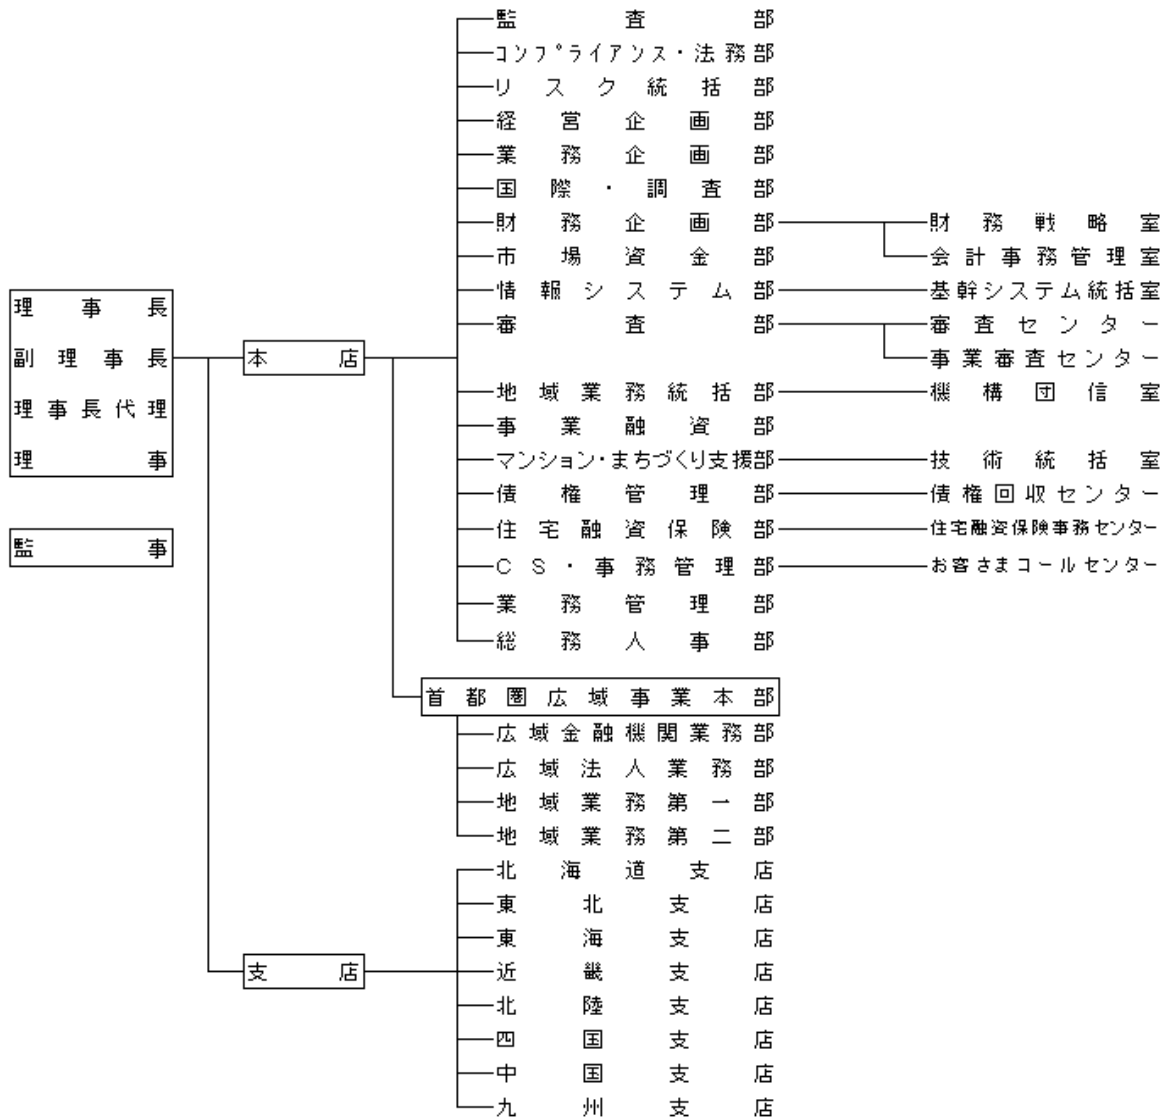 理事長
副理事長
理事長代理
理事
監事
本店
監査部
コンプライアンス・法務部
リスク統括部
経営企画部
業務企画部
国際・調査部
財務企画部
財務戦略室
会計事務管理室
市場資金部
情報システム部
基幹システム統括室
審査部
審査センター
事業審査センター
地域業務統括部
機構団信室
事業融資部
マンション・まちづくり支援部
技術統括室
債権管理部
債権回収センター
住宅融資保険部
住宅融資保険事務センター
CS・事務管理部
お客さまコールセンター
業務管理部
総務人事部
首都圏広域事業本部
広域金融機関業務部
広域法人業務部
地域業務第一部
地域業務第二部
支店
北海道支店
東北支店
東海支店
近畿支店
北陸支店
四国支店
中国支店
九州支店